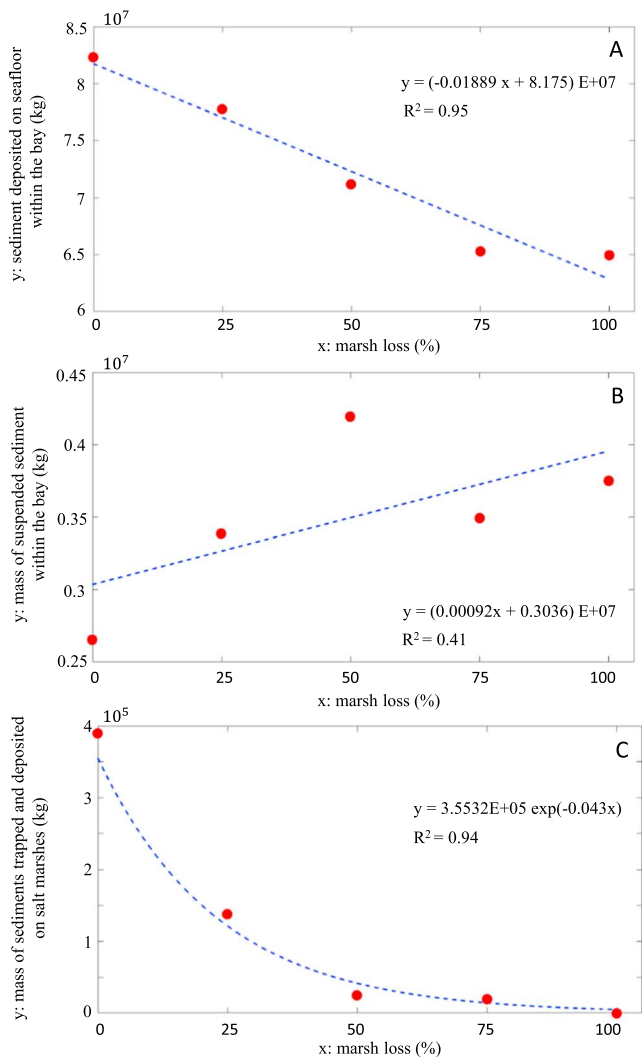 10⁷
8.5
A
y = (-0.01889 x + 8.175) E+07
R² = 0.95
8
7.5
7
6.5
6
y: sediment deposited on seafloor
within the bay (kg)
0 25 50 75 100
x: marsh loss (%)
10⁷
0.45
B
0.4
0.35
0.3
0.25
y: mass of suspended sediment
within the bay (kg)
y = (0.00092x + 0.3036) E+07
R² = 0.41
0 25 50 75 100
x: marsh loss (%)
10⁵
4
C
3
2
1
0
y: mass of sediments trapped and deposited
on salt marshes (kg)
y = 3.5532E+05 exp(-0.043x)
R² = 0.94
0 25 50 75 100
x: marsh loss (%)